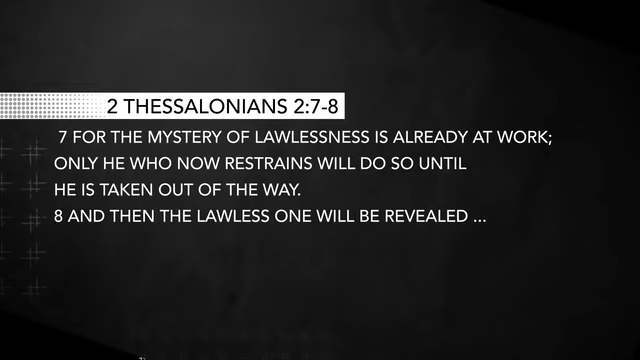 2 THESSALONIANS 2:7-8
7 FOR THE MYSTERY OF LAWLESSNESS IS ALREADY AT WORK;
ONLY HE WHO NOW RESTRAINS WILL DO SO UNTIL
HE IS TAKEN OUT OF THE WAY.
8 AND THEN THE LAWLESS ONE WILL BE REVEALED ...